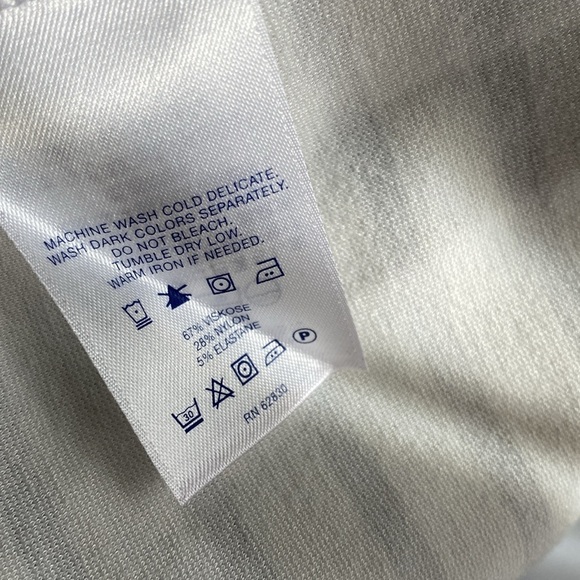 MACHINE WASH COLD DELICATE.
WASH DARK COLORS SEPARATELY.
DO NOT BLEACH.
TUMBLE DRY LOW.
WARM IRON IF NEEDED.
67% VISKOSE
28% NYLON
5% ELASTANE
30
P
RN 62830